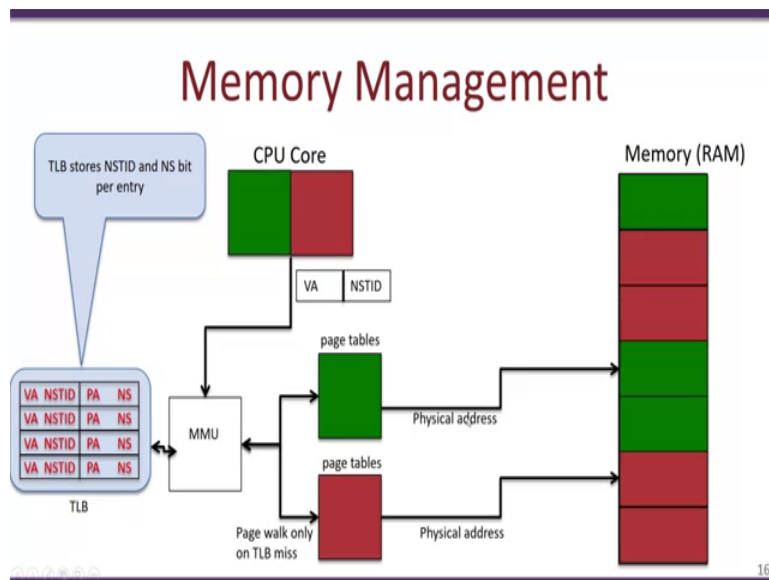 Memory Management
TLB stores NSTID and NS bit
per entry
CPU Core
Memory (RAM)
VA NSTID
page tables
VA NSTID PA NS
VA NSTID PA NS
VA NSTID PA NS
VA NSTID PA NS
TLB
MMU
Physical address
page tables
Page walk only
on TLB miss
Physical address
16